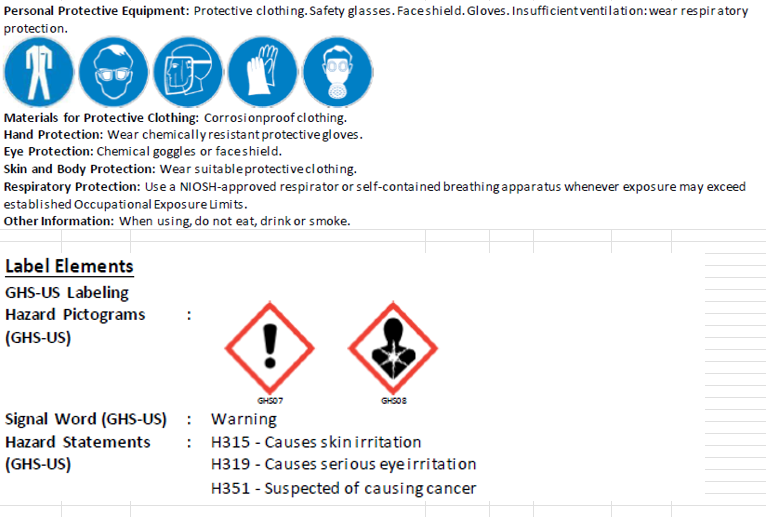 Personal Protective Equipment: Protective clothing. Safety glasses. Face shield. Gloves. Insufficient ventilation: wear respiratory
protection.
Materials for Protective Clothing: Corrosionproof clothing.
Hand Protection: Wear chemically resistant protective gloves.
Eye Protection: Chemical goggles or face shield.
Skin and Body Protection: Wear suitable protective clothing.
Respiratory Protection: Use a NIOSH-approved respirator or self-contained breathing apparatus whenever exposure may exceed
established Occupational Exposure Limits.
Other Information: When using, do not eat, drink or smoke.
Label Elements
GHS-US Labeling
Hazard Pictograms :
(GHS-US)
GHS07 GHS08
Signal Word (GHS-US) : Warning
Hazard Statements : H315 - Causes skin irritation
(GHS-US) H319 - Causes serious eye irritation
H351 - Suspected of causing cancer